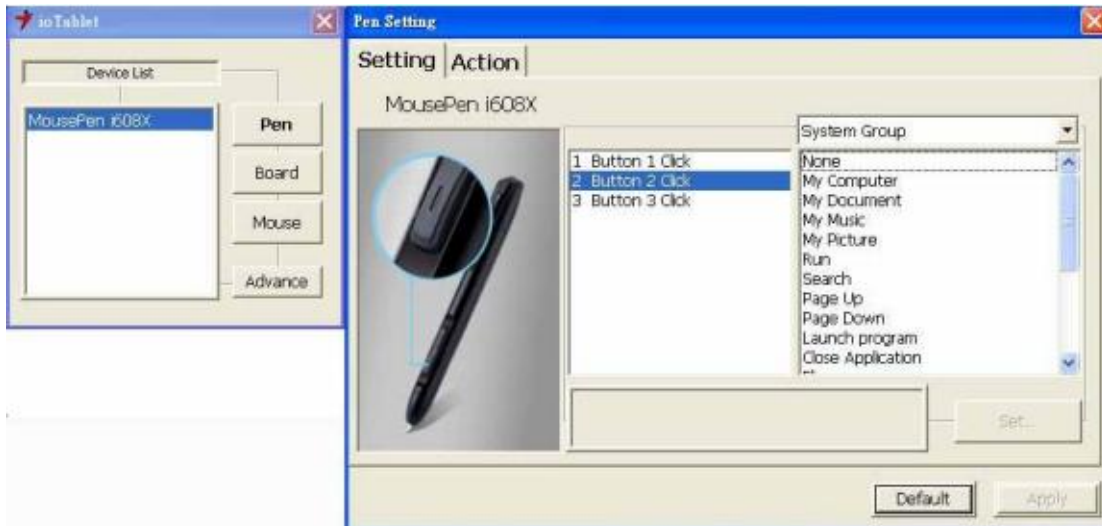 ioTablet
Device List
MousePen i608X
Pen
Board
Mouse
Advance
Pen Setting
Setting
Action
MousePen i608X
1 Button 1 Click
2 Button 2 Click
3 Button 3 Click
System Group
None
My Computer
My Document
My Music
My Picture
Run
Search
Page Up
Page Down
Launch program
Close Application
Set...
Default
Apply